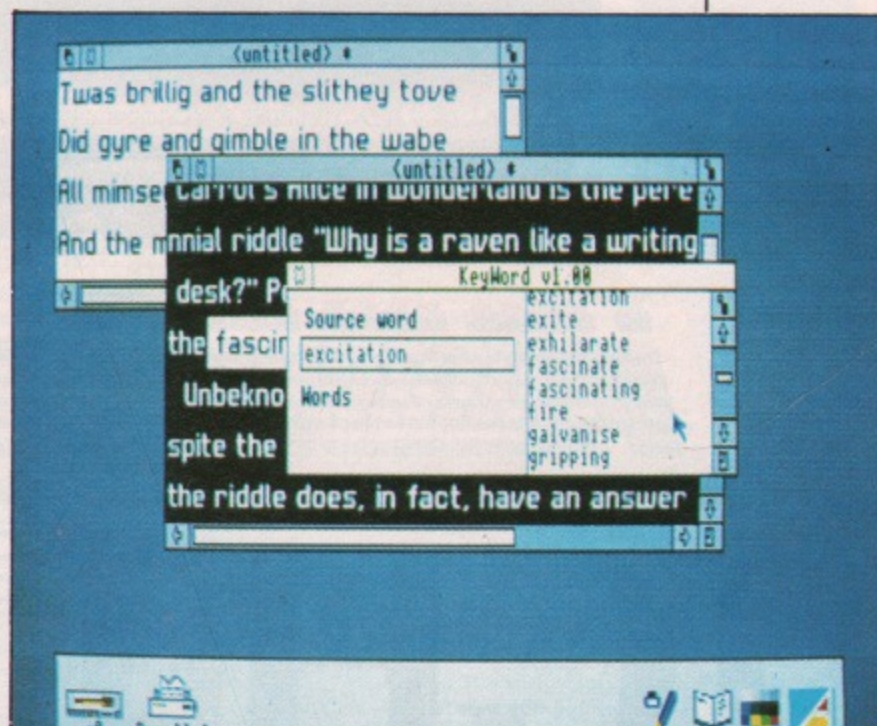 <untitled> *
Twas brillig and the slithey tove
Did gyre and gimble in the wabe
All mimse
And the m
<untitled> *
Carrol's Alice in Wonderland is the pere
nnial riddle "Why is a raven like a writing
desk?" Pe
the fascin
Unbekno
spite the
the riddle does, in fact, have an answer
KeyWord v1.00
Source word
excitation
Words
excitation
exite
exhilarate
fascinate
fascinating
fire
galvanise
gripping